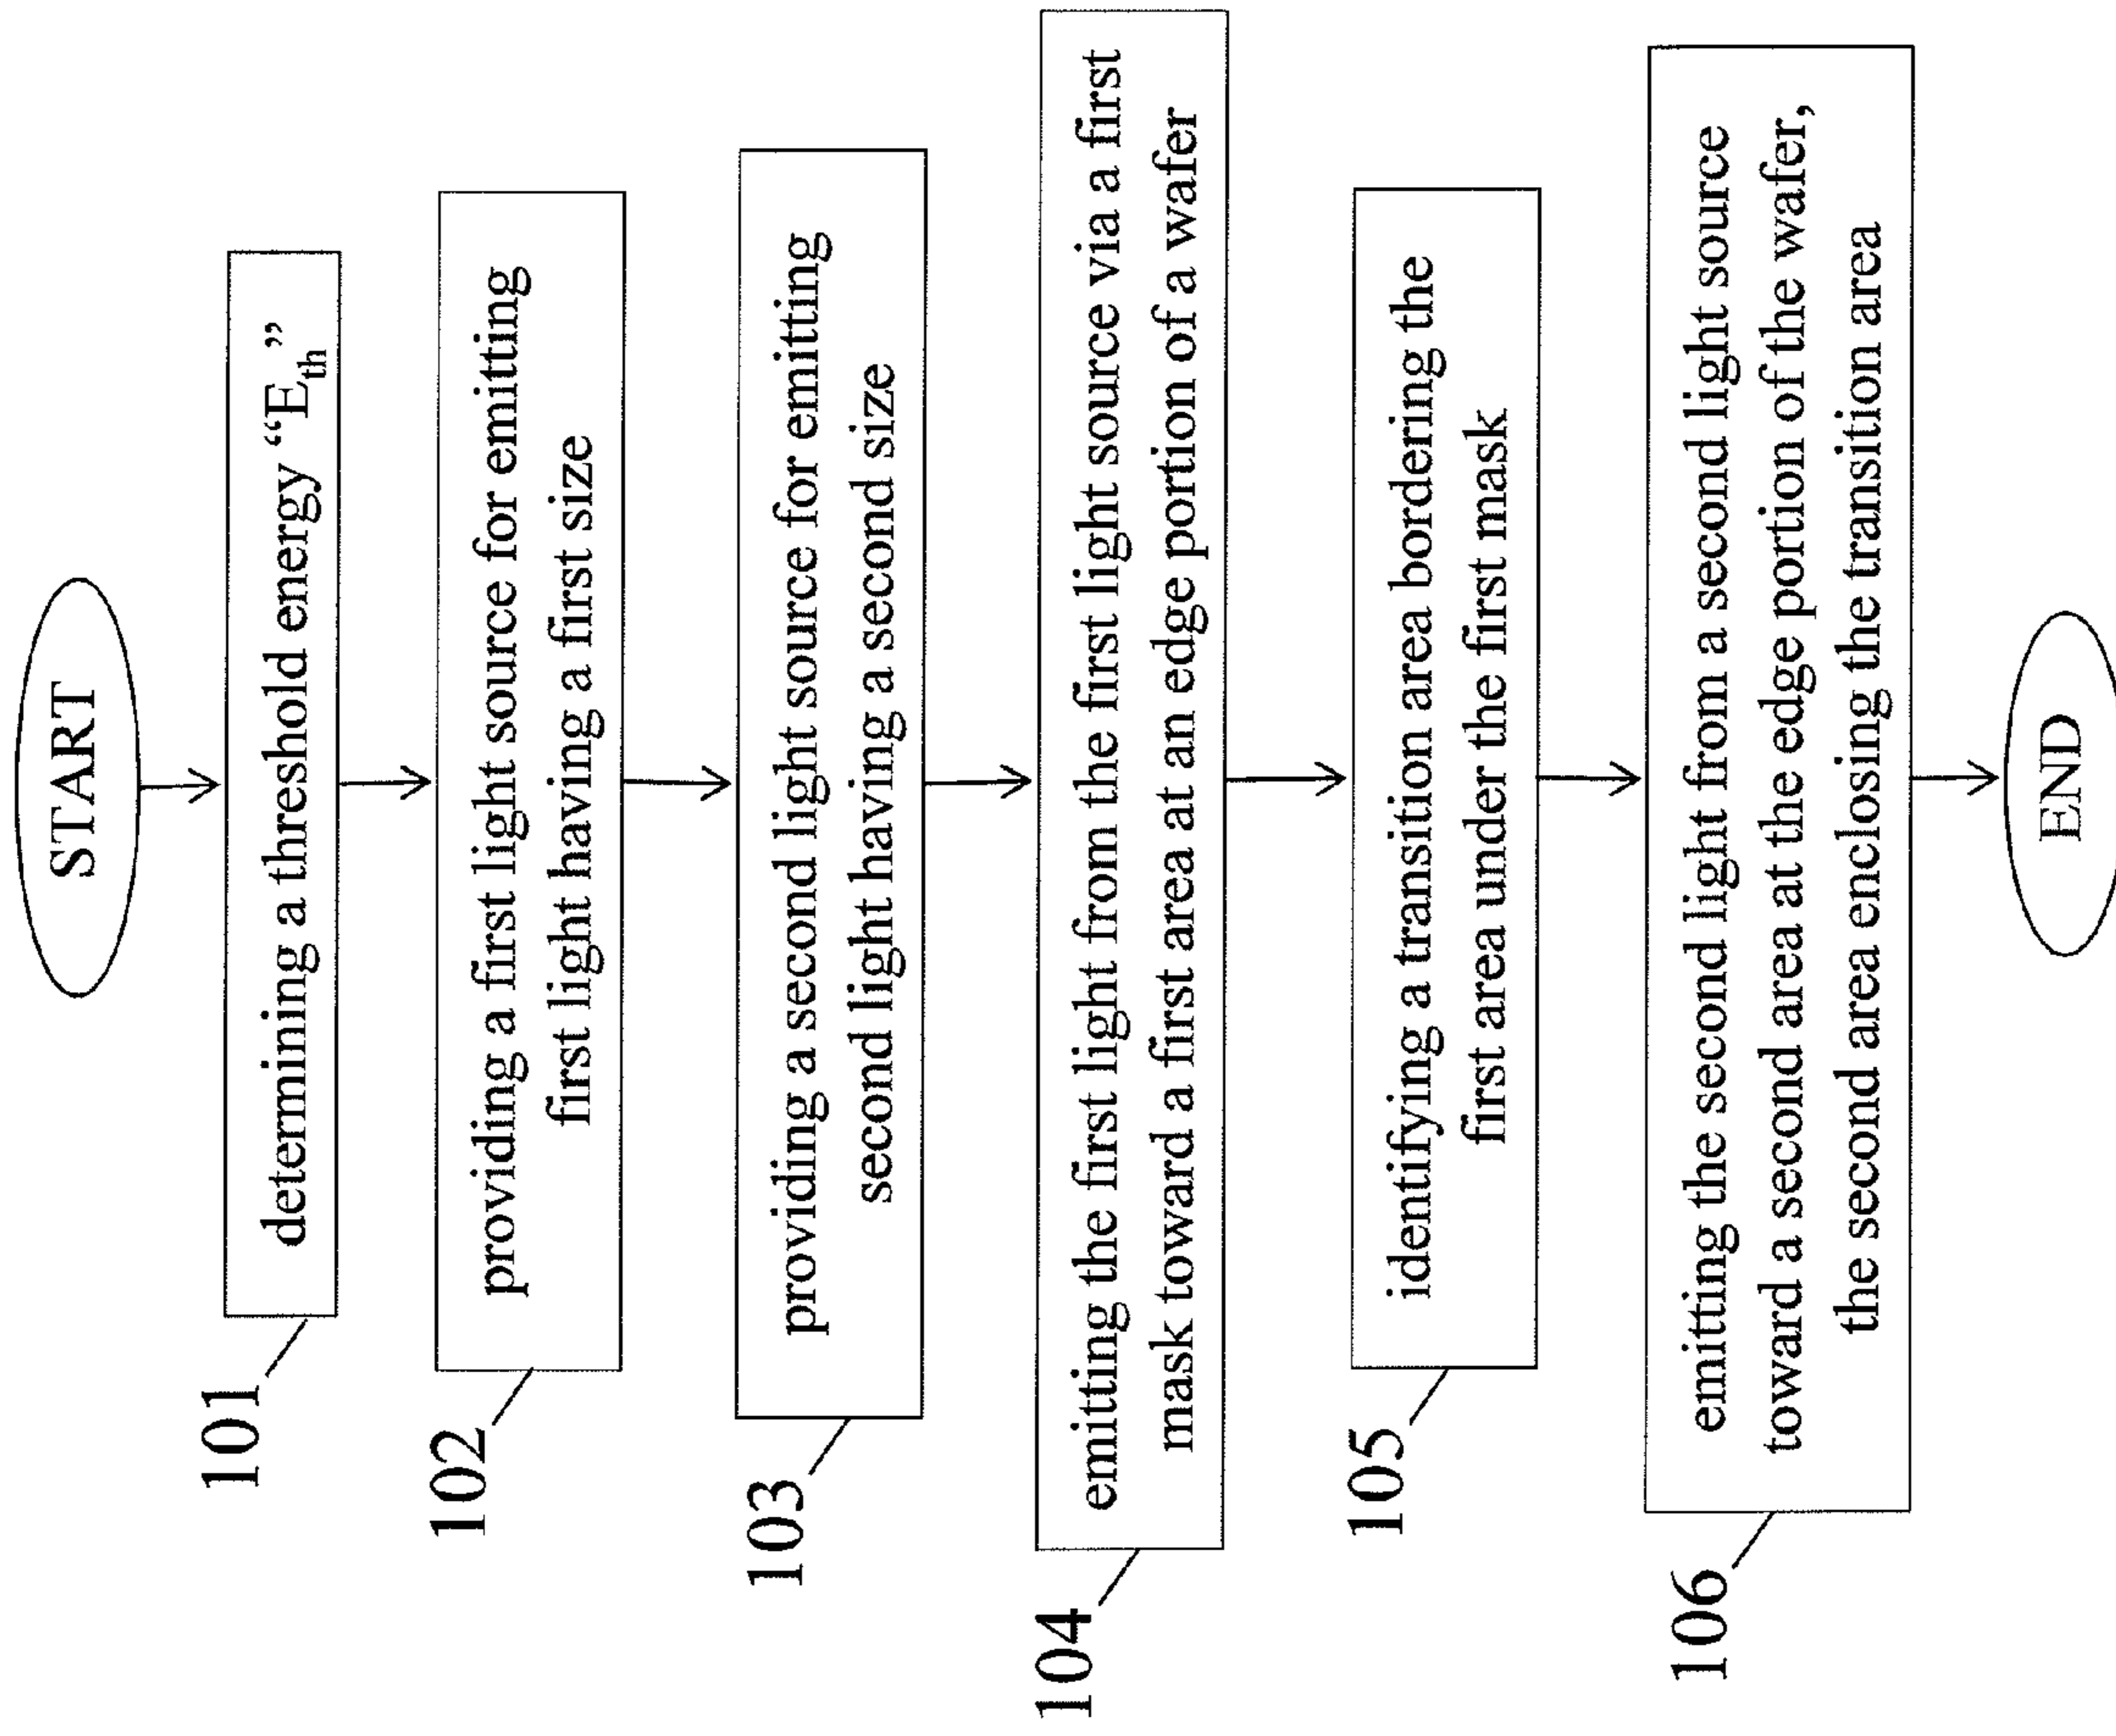 START
101
determining a threshold energy “Eth”
102
providing a first light source for emitting
first light having a first size
103
providing a second light source for emitting
second light having a second size
104
emitting the first light from the first light source via a first
mask toward a first area at an edge portion of a wafer
105
identifying a transition area bordering the
first area under the first mask
106
emitting the second light from a second light source
toward a second area at the edge portion of the wafer,
the second area enclosing the transition area
END